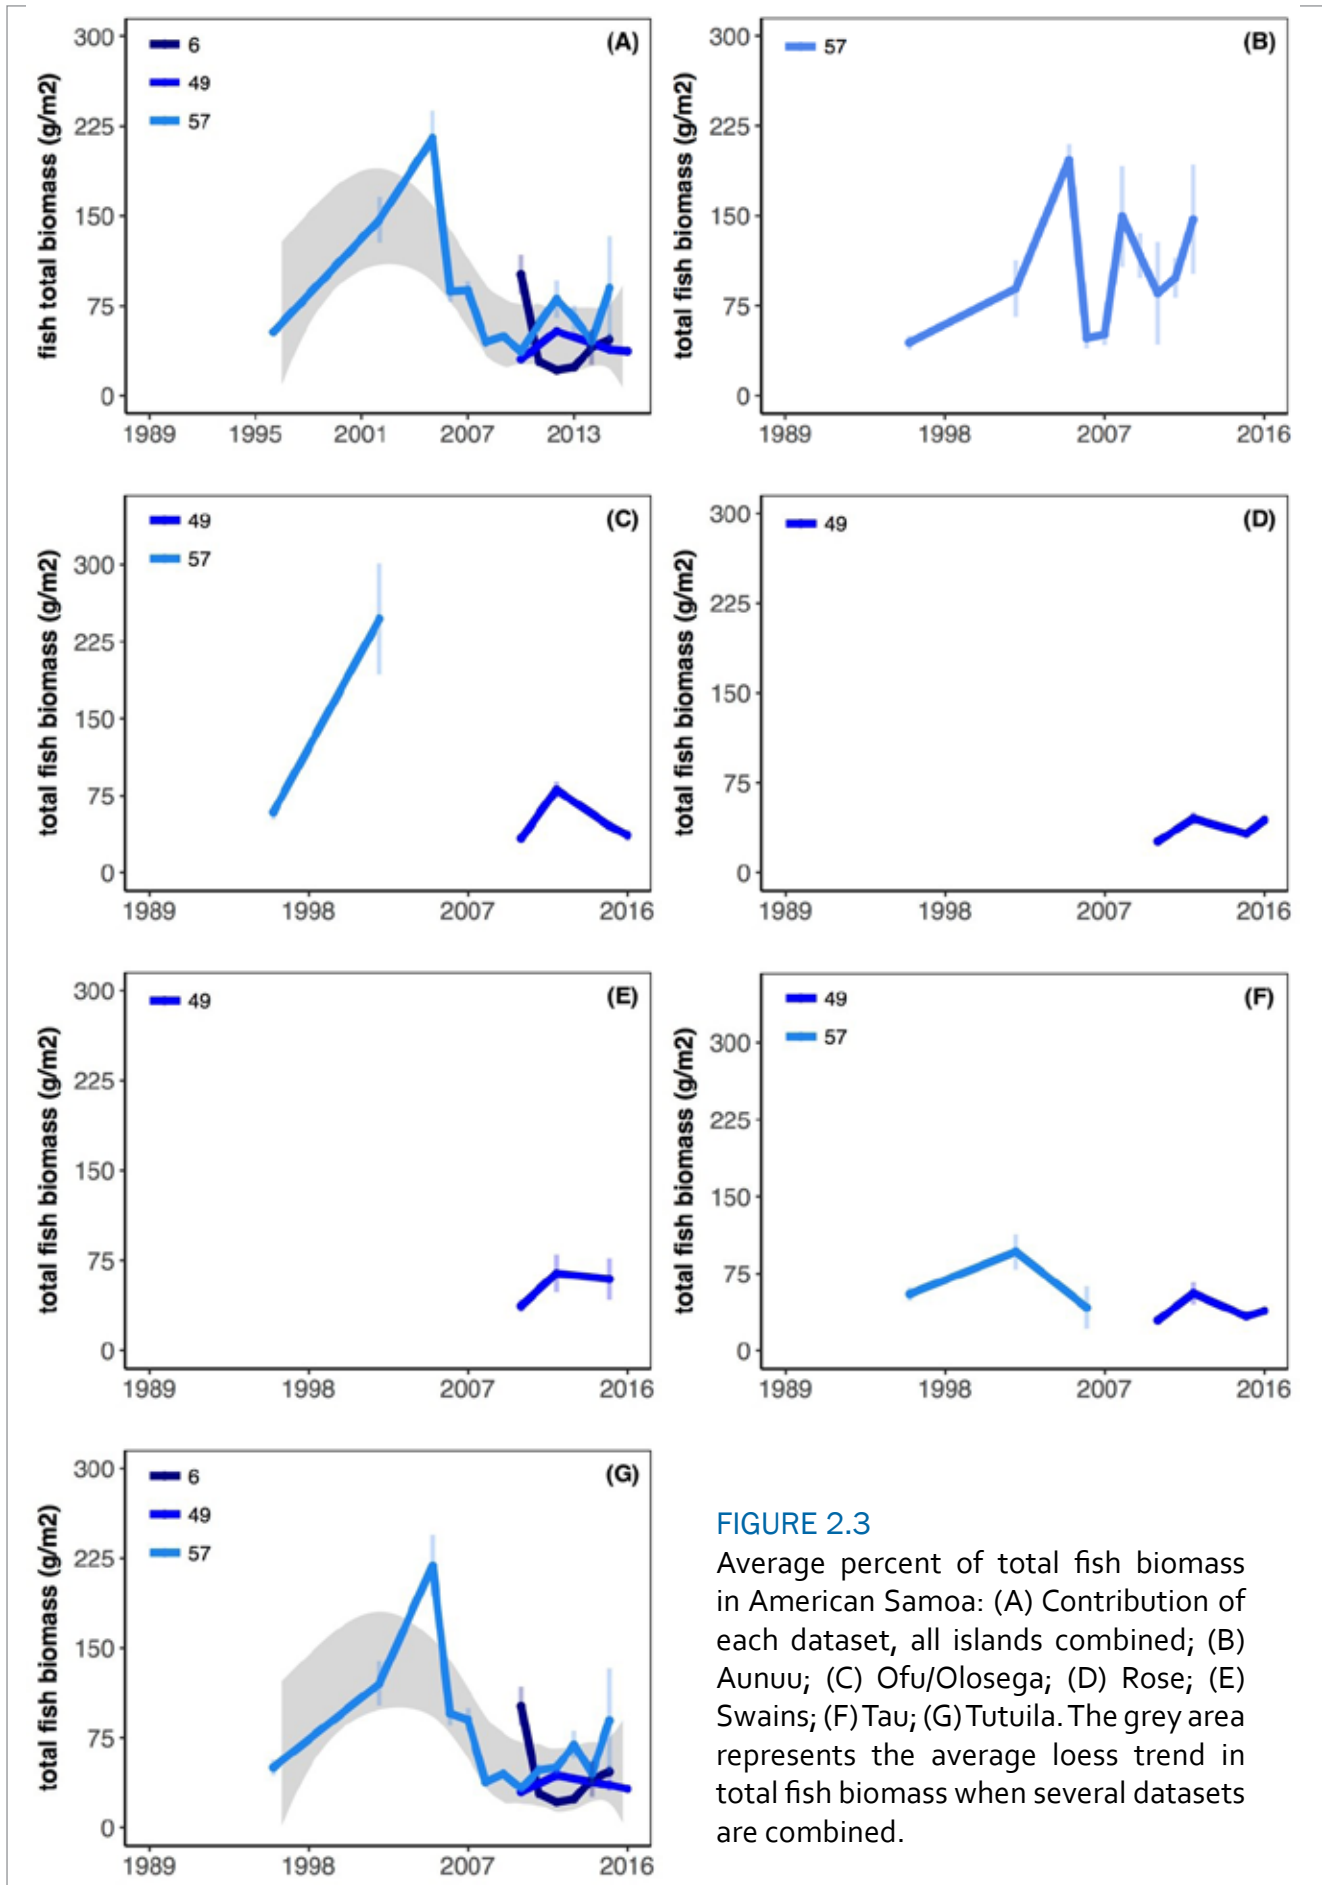 300
225
150
75
0
fish total biomass (g/m2)
6
49
57
(A)
1989 1995 2001 2007 2013
300
225
150
75
0
total fish biomass (g/m2)
57
(B)
1989 1998 2007 2016
300
225
150
75
0
total fish biomass (g/m2)
49
57
(C)
1989 1998 2007 2016
300
225
150
75
0
total fish biomass (g/m2)
49
(D)
1989 1998 2007 2016
300
225
150
75
0
total fish biomass (g/m2)
49
(E)
1989 1998 2007 2016
300
225
150
75
0
total fish biomass (g/m2)
49
57
(F)
1989 1998 2007 2016
300
225
150
75
0
total fish biomass (g/m2)
6
49
57
(G)
1989 1998 2007 2016
FIGURE 2.3
Average percent of total fish biomass
in American Samoa: (A) Contribution of
each dataset, all islands combined; (B)
Aunuu; (C) Ofu/Olosega; (D) Rose; (E)
Swains; (F) Tau; (G) Tutuila. The grey area
represents the average loess trend in
total fish biomass when several datasets
are combined.